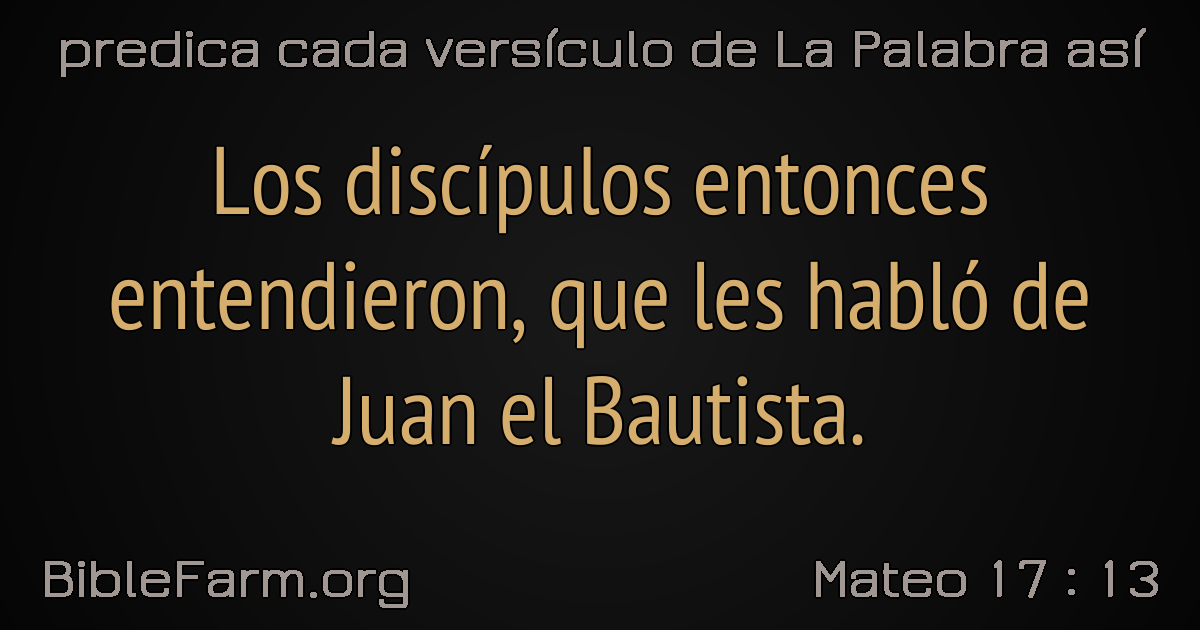 predica cada versículo de La Palabra así
Los discípulos entonces
entendieron, que les habló de
Juan el Bautista.
BibleFarm.org
Mateo 17 : 13